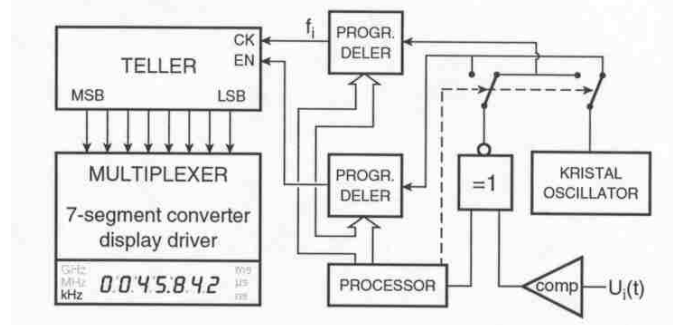 TELLER
CK
EN
MSB
LSB
fi
PROGR.
DELER
MULTIPLEXER
7-segment converter
display driver
GHz
MHz
kHz
0.0.4.5.8.4.2
ms
µs
ns
PROGR.
DELER
=1
KRISTAL
OSCILLATOR
PROCESSOR
comp
Ui(t)